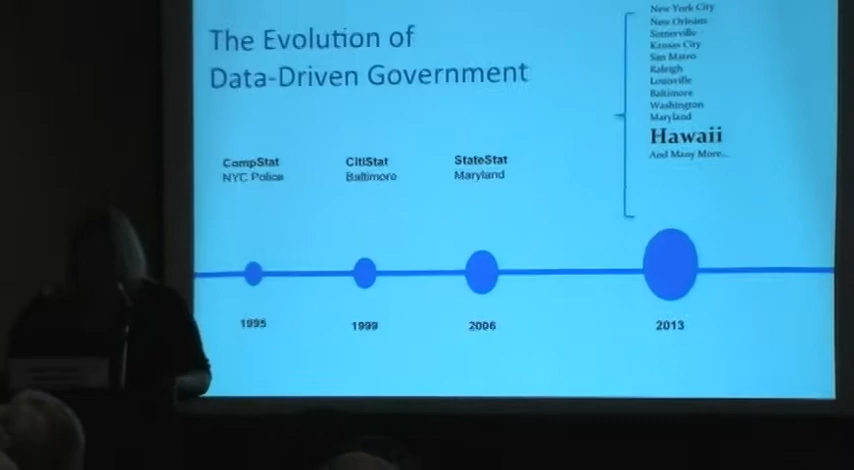 The Evolution of
Data-Driven Government
New York City
New Orleans
Somerville
Kansas City
San Mateo
Raleigh
Louisville
Baltimore
Washington
Maryland
Hawaii
And Many More...
CompStat
NYC Police
CitiStat
Baltimore
StateStat
Maryland
1995
1999
2006
2013